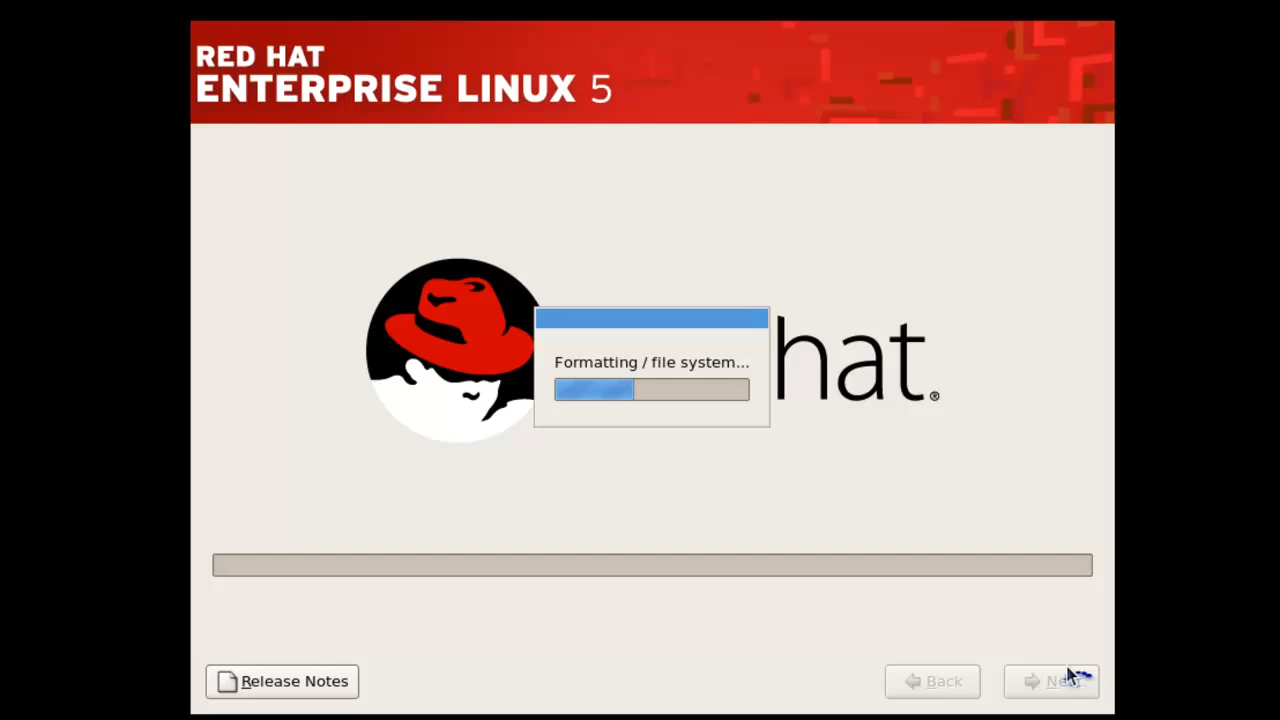 RED HAT
ENTERPRISE LINUX 5
Formatting / file system...
hat®
Release Notes
Back